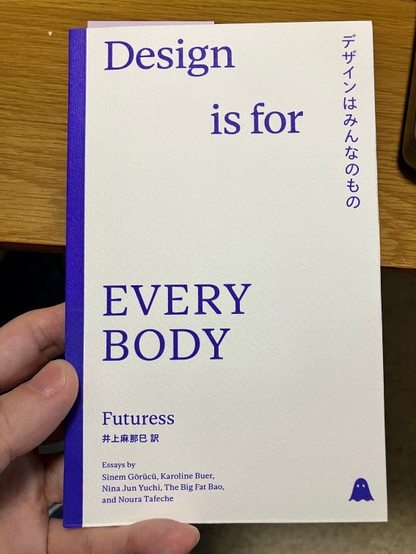 Design
is for
デザインはみんなのもの
EVERY
BODY
Futuress
井上麻那巳 訳
Essays by
Sinem Görücü, Karoline Buer,
Nina Jun Yuchi, The Big Fat Bao,
and Noura Tafeche